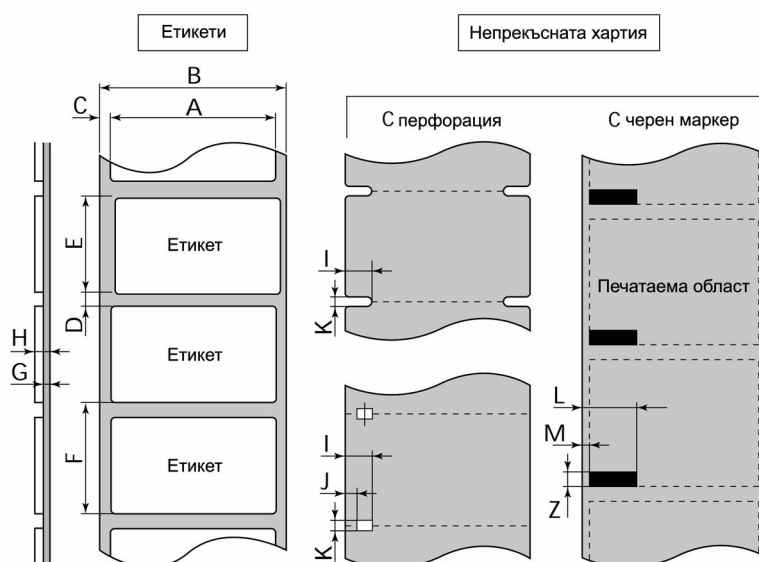 Етикети
Непрекъсната хартия
B
C
A
С перфорация
С черен маркер
E
Етикет
I
Печатаема област
D
K
H
Етикет
G
L
M
F
Етикет
I
J
Z
K